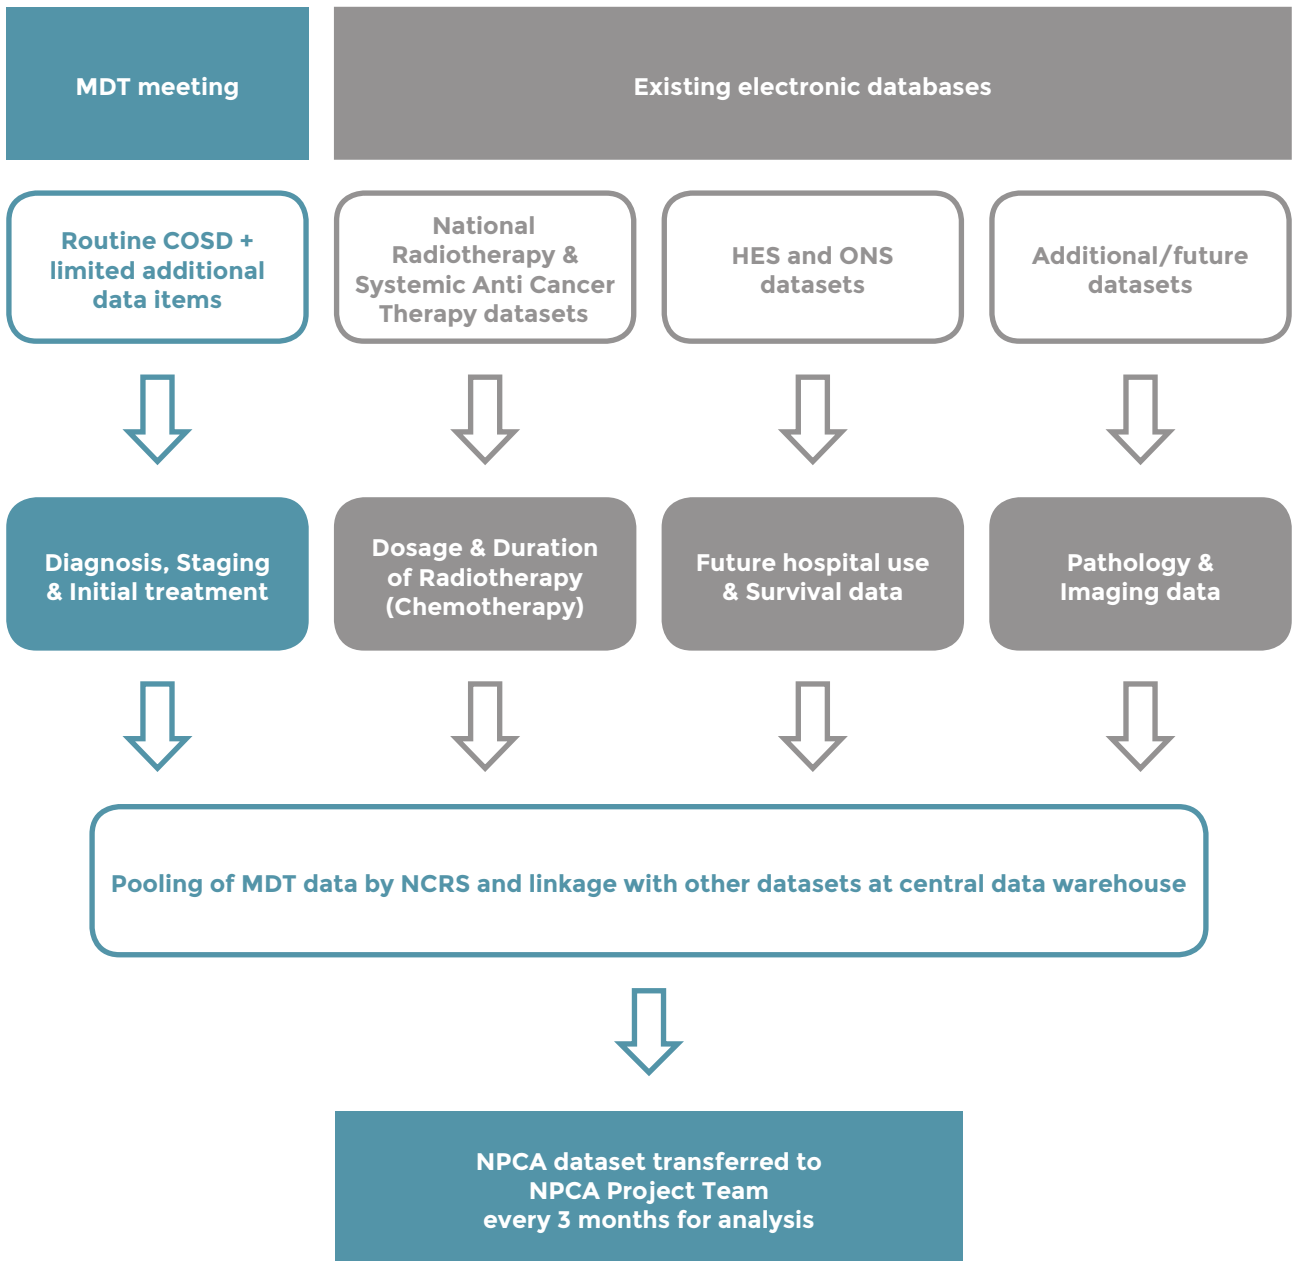 MDT meeting
Existing electronic databases
Routine COSD +
limited additional
data items
National
Radiotherapy &
Systemic Anti Cancer
Therapy datasets
HES and ONS
datasets
Additional/future
datasets
Diagnosis, Staging
& Initial treatment
Dosage & Duration
of Radiotherapy
(Chemotherapy)
Future hospital use
& Survival data
Pathology &
Imaging data
Pooling of MDT data by NCRS and linkage with other datasets at central data warehouse
NPCA dataset transferred to
NPCA Project Team
every 3 months for analysis